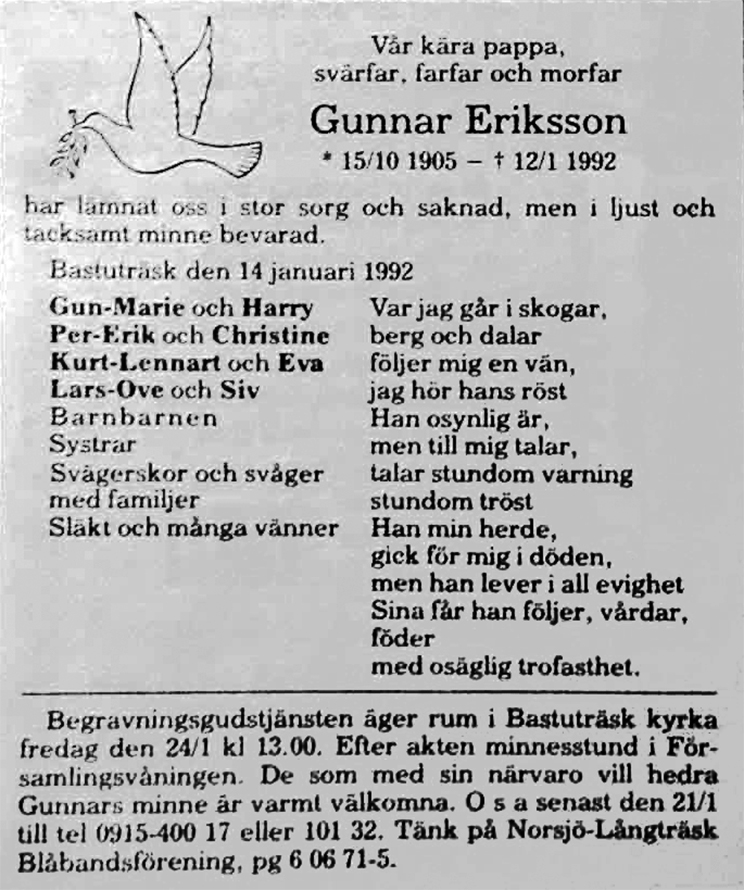 Vår kära pappa,
svärfar, farfar och morfar
Gunnar Eriksson
* 15/10 1905 – † 12/1 1992
har lämnat oss i stor sorg och saknad, men i ljust och
tacksamt minne bevarad.
Bastuträsk den 14 januari 1992
Gun-Marie och Harry
Per-Erik och Christine
Kurt-Lennart och Eva
Lars-Ove och Siv
Barnbarnen
Systrar
Svägerskor och svåger
med familjer
Släkt och många vänner
Var jag går i skogar,
berg och dalar
följer mig en vän,
jag hör hans röst
Han osynlig är,
men till mig talar,
talar stundom varning
stundom tröst
Han min herde,
gick för mig i döden,
men han lever i all evighet
Sina får han följer, vårdar,
föder
med osäglig trofasthet.
Begravningsgudstjänsten äger rum i Bastuträsk kyrka
fredag den 24/1 kl 13.00. Efter akten minnesstund i För-
samlingsvåningen. De som med sin närvaro vill hedra
Gunnars minne är varmt välkomna. O s a senast den 21/1
till tel 0915-400 17 eller 101 32. Tänk på Norsjö-Långträsk
Blåbandsförening, pg 6 06 71-5.